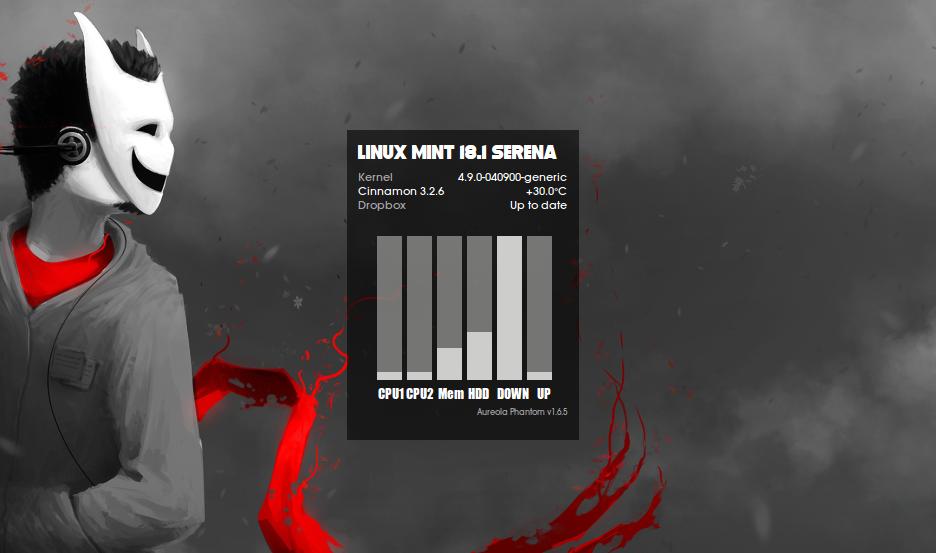 LINUX MINT 18.1 SERENA
Kernel 4.9.0-040900-generic
Cinnamon 3.2.6 +30.0°C
Dropbox Up to date
CPU1 CPU2 Mem HDD DOWN UP
Aureola Phantom v1.6.5